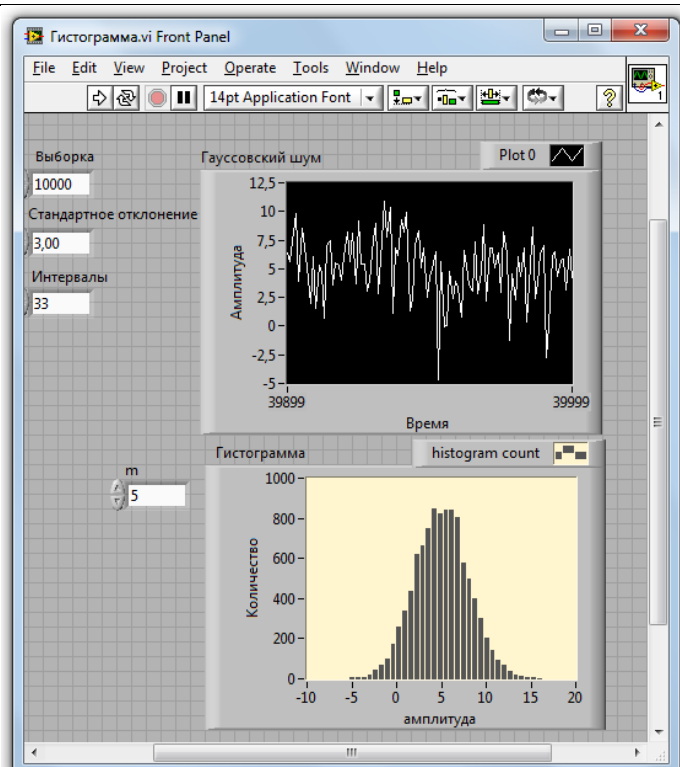 Гистограмма.vi Front Panel
File Edit View Project Operate Tools Window Help
14pt Application Font
?
1
Выборка
10000
Стандартное отклонение
3,00
Интервалы
33
Гауссовский шум
Plot 0
12,5
10
7,5
5
2,5
0
-2,5
-5
Амплитуда
39899
39999
Время
m
5
Гистограмма
histogram count
1000
800
600
400
200
0
Количество
-10 -5 0 5 10 15 20
амплитуда